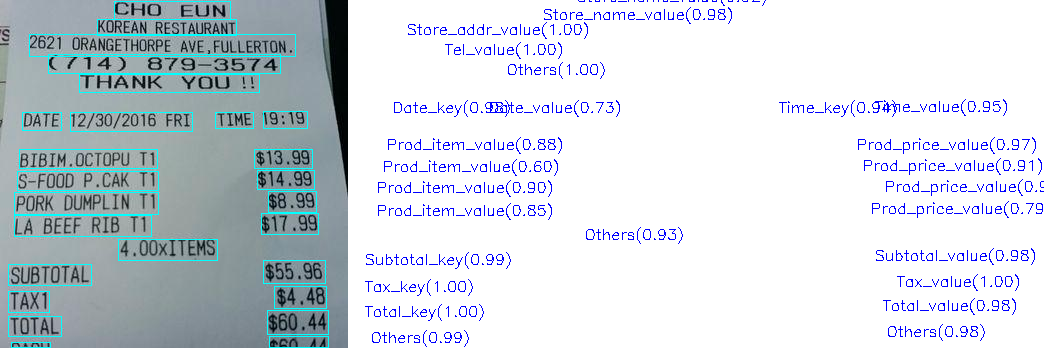 CHO EUN
Store_name_value(0.98)
KOREAN RESTAURANT
Store_addr_value(1.00)
2621 ORANGETHORPE AVE,FULLERTON.
Tel_value(1.00)
(714) 879-3574
Others(1.00)
THANK YOU !!
DATE 12/30/2016 FRI TIME 19:19
Date_key(0.98) Date_value(0.73) Time_key(0.94) Time_value(0.95)
BIBIM.OCTOPU T1 $13.99
Prod_item_value(0.88) Prod_price_value(0.97)
S-FOOD P.CAK T1 $14.99
Prod_item_value(0.60) Prod_price_value(0.91)
PORK DUMPLIN T1 $8.99
Prod_item_value(0.90) Prod_price_value(0.9
LA BEEF RIB T1 $17.99
Prod_item_value(0.85) Prod_price_value(0.79
4.00xITEMS
Others(0.93)
SUBTOTAL $55.96
Subtotal_key(0.99) Subtotal_value(0.98)
TAX1 $4.48
Tax_key(1.00) Tax_value(1.00)
TOTAL $60.44
Total_key(1.00) Total_value(0.98)
$60.44
Others(0.99) Others(0.98)